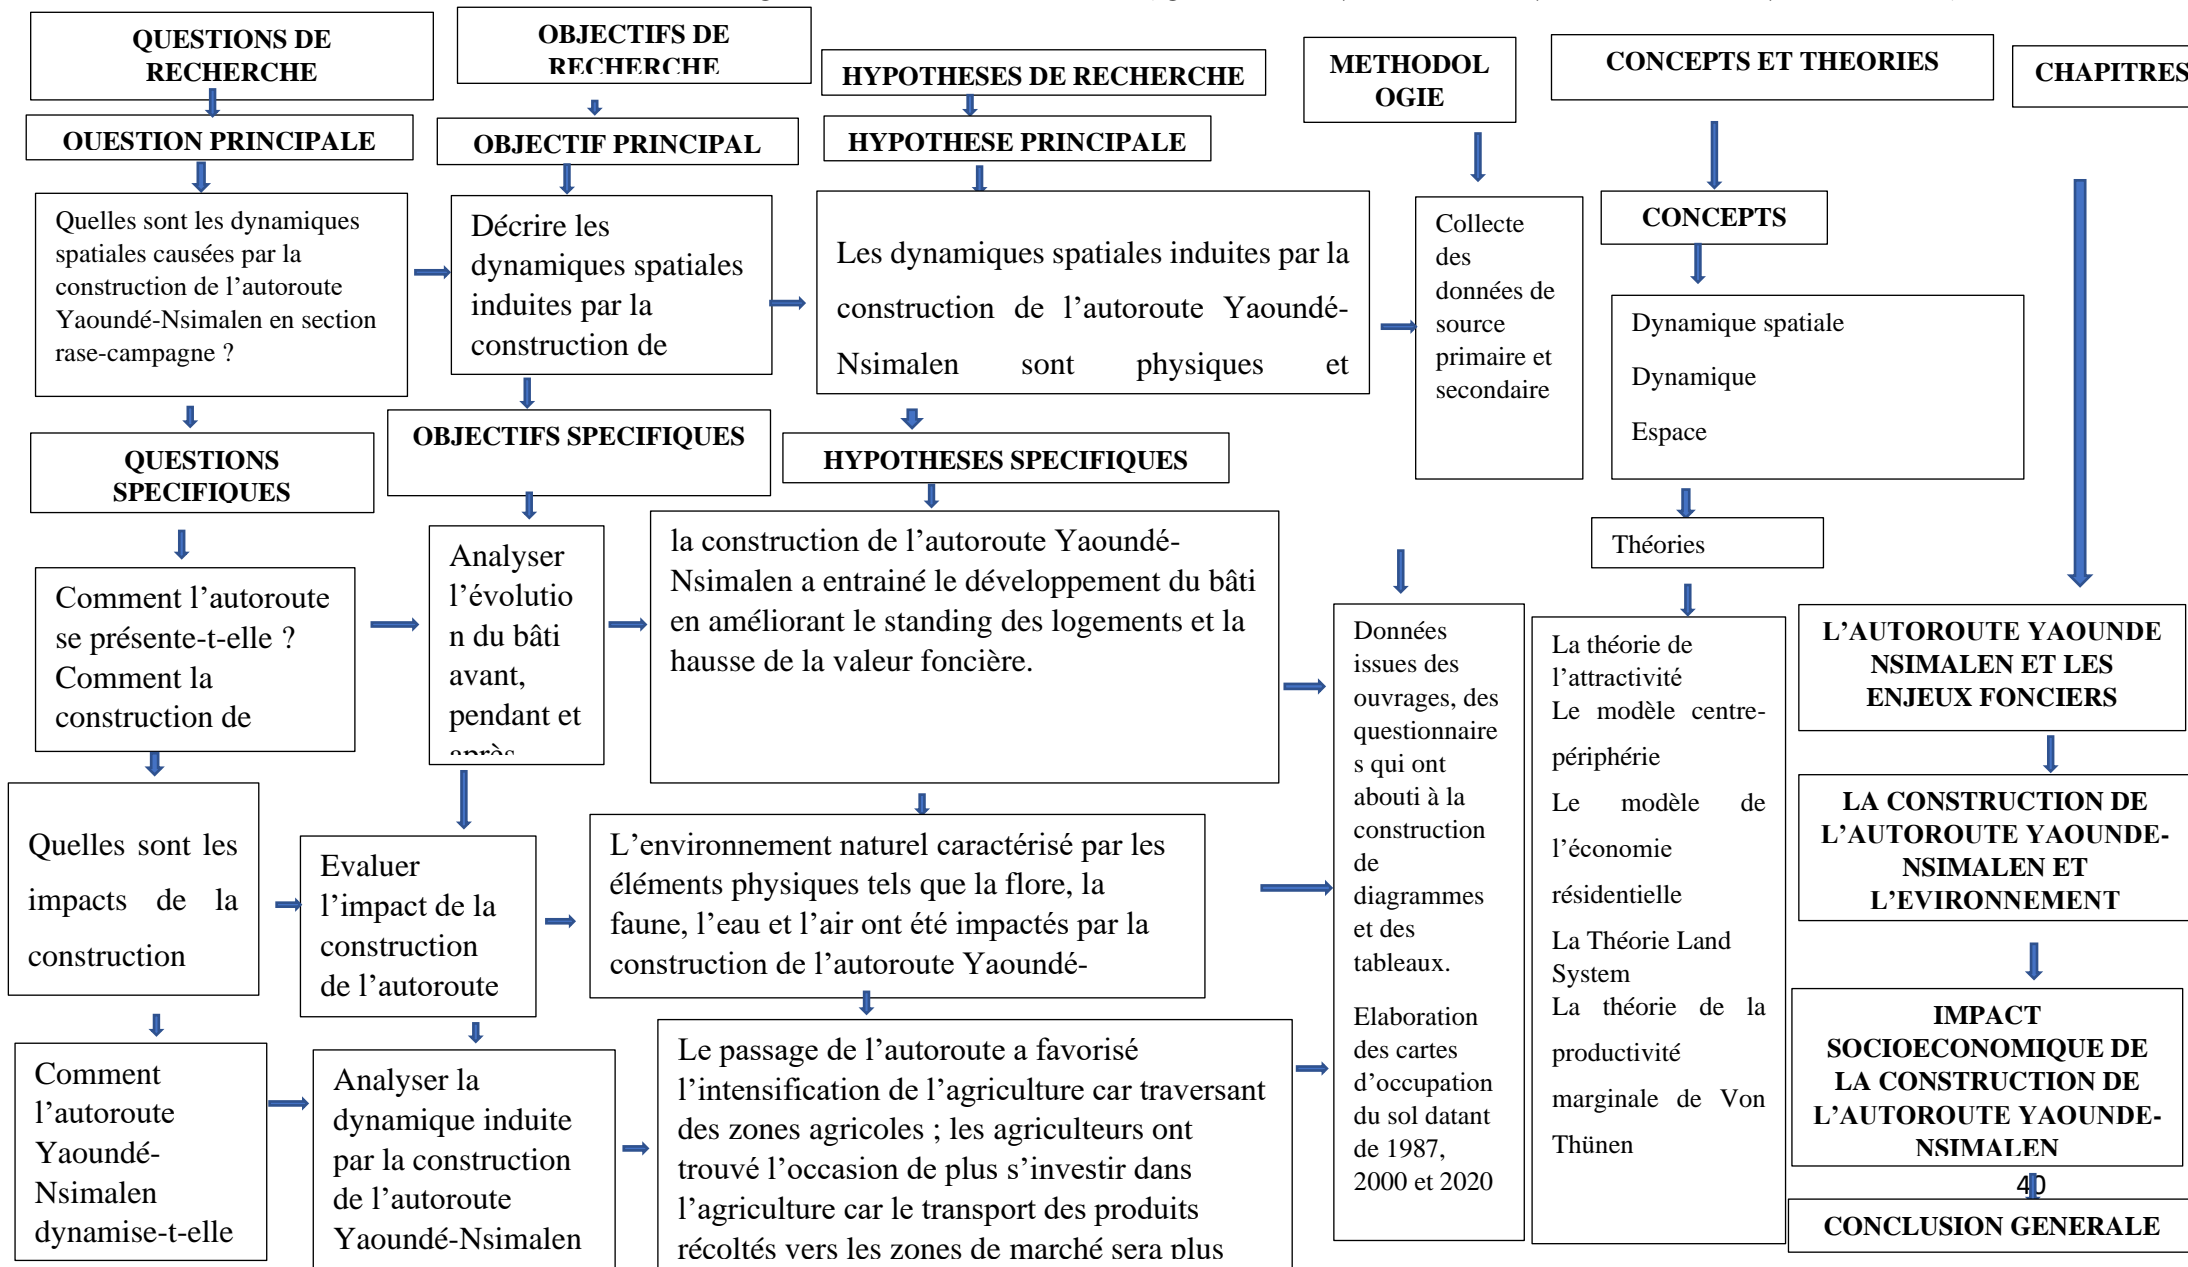 QUESTIONS DE
RECHERCHE
OUESTION PRINCIPALE
Quelles sont les dynamiques
spatiales causées par la
construction de l’autoroute
Yaoundé-Nsimalen en section
rase-campagne ?
QUESTIONS
SPECIFIQUES
Comment l’autoroute
se présente-t-elle ?
Comment la
construction de
Quelles sont les
impacts de la
construction
Comment
l’autoroute
Yaoundé-
Nsimalen
dynamise-t-elle
OBJECTIFS DE
RECHERCHE
OBJECTIF PRINCIPAL
Décrire les
dynamiques spatiales
induites par la
construction de
OBJECTIFS SPECIFIQUES
Analyser
l’évolutio
n du bâti
avant,
pendant et
après
Evaluer
l’impact de la
construction
de l’autoroute
Analyser la
dynamique induite
par la construction
de l’autoroute
Yaoundé-Nsimalen
HYPOTHESES DE RECHERCHE
HYPOTHESE PRINCIPALE
Les dynamiques spatiales induites par la
construction de l’autoroute Yaoundé-
Nsimalen sont physiques et
HYPOTHESES SPECIFIQUES
la construction de l’autoroute Yaoundé-
Nsimalen a entrainé le développement du bâti
en améliorant le standing des logements et la
hausse de la valeur foncière.
L’environnement naturel caractérisé par les
éléments physiques tels que la flore, la
faune, l’eau et l’air ont été impactés par la
construction de l’autoroute Yaoundé-
Le passage de l’autoroute a favorisé
l’intensification de l’agriculture car traversant
des zones agricoles ; les agriculteurs ont
trouvé l’occasion de plus s’investir dans
l’agriculture car le transport des produits
récoltés vers les zones de marché sera plus
METHODOL
OGIE
Collecte
des
données de
source
primaire et
secondaire
Données
issues des
ouvrages, des
questionnaire
s qui ont
abouti à la
construction
de
diagrammes
et des
tableaux.
Elaboration
des cartes
d’occupation
du sol datant
de 1987,
2000 et 2020
CONCEPTS ET THEORIES
CONCEPTS
Dynamique spatiale
Dynamique
Espace
Théories
La théorie de
l’attractivité
Le modèle centre-
périphérie
Le modèle de
l’économie
résidentielle
La Théorie Land
System
La théorie de la
productivité
marginale de Von
Thünen
CHAPITRES
L’AUTOROUTE YAOUNDE
NSIMALEN ET LES
ENJEUX FONCIERS
LA CONSTRUCTION DE
L’AUTOROUTE YAOUNDE-
NSIMALEN ET
L’EVIRONNEMENT
IMPACT
SOCIOECONOMIQUE DE
LA CONSTRUCTION DE
L’AUTOROUTE YAOUNDE-
NSIMALEN
40
CONCLUSION GENERALE